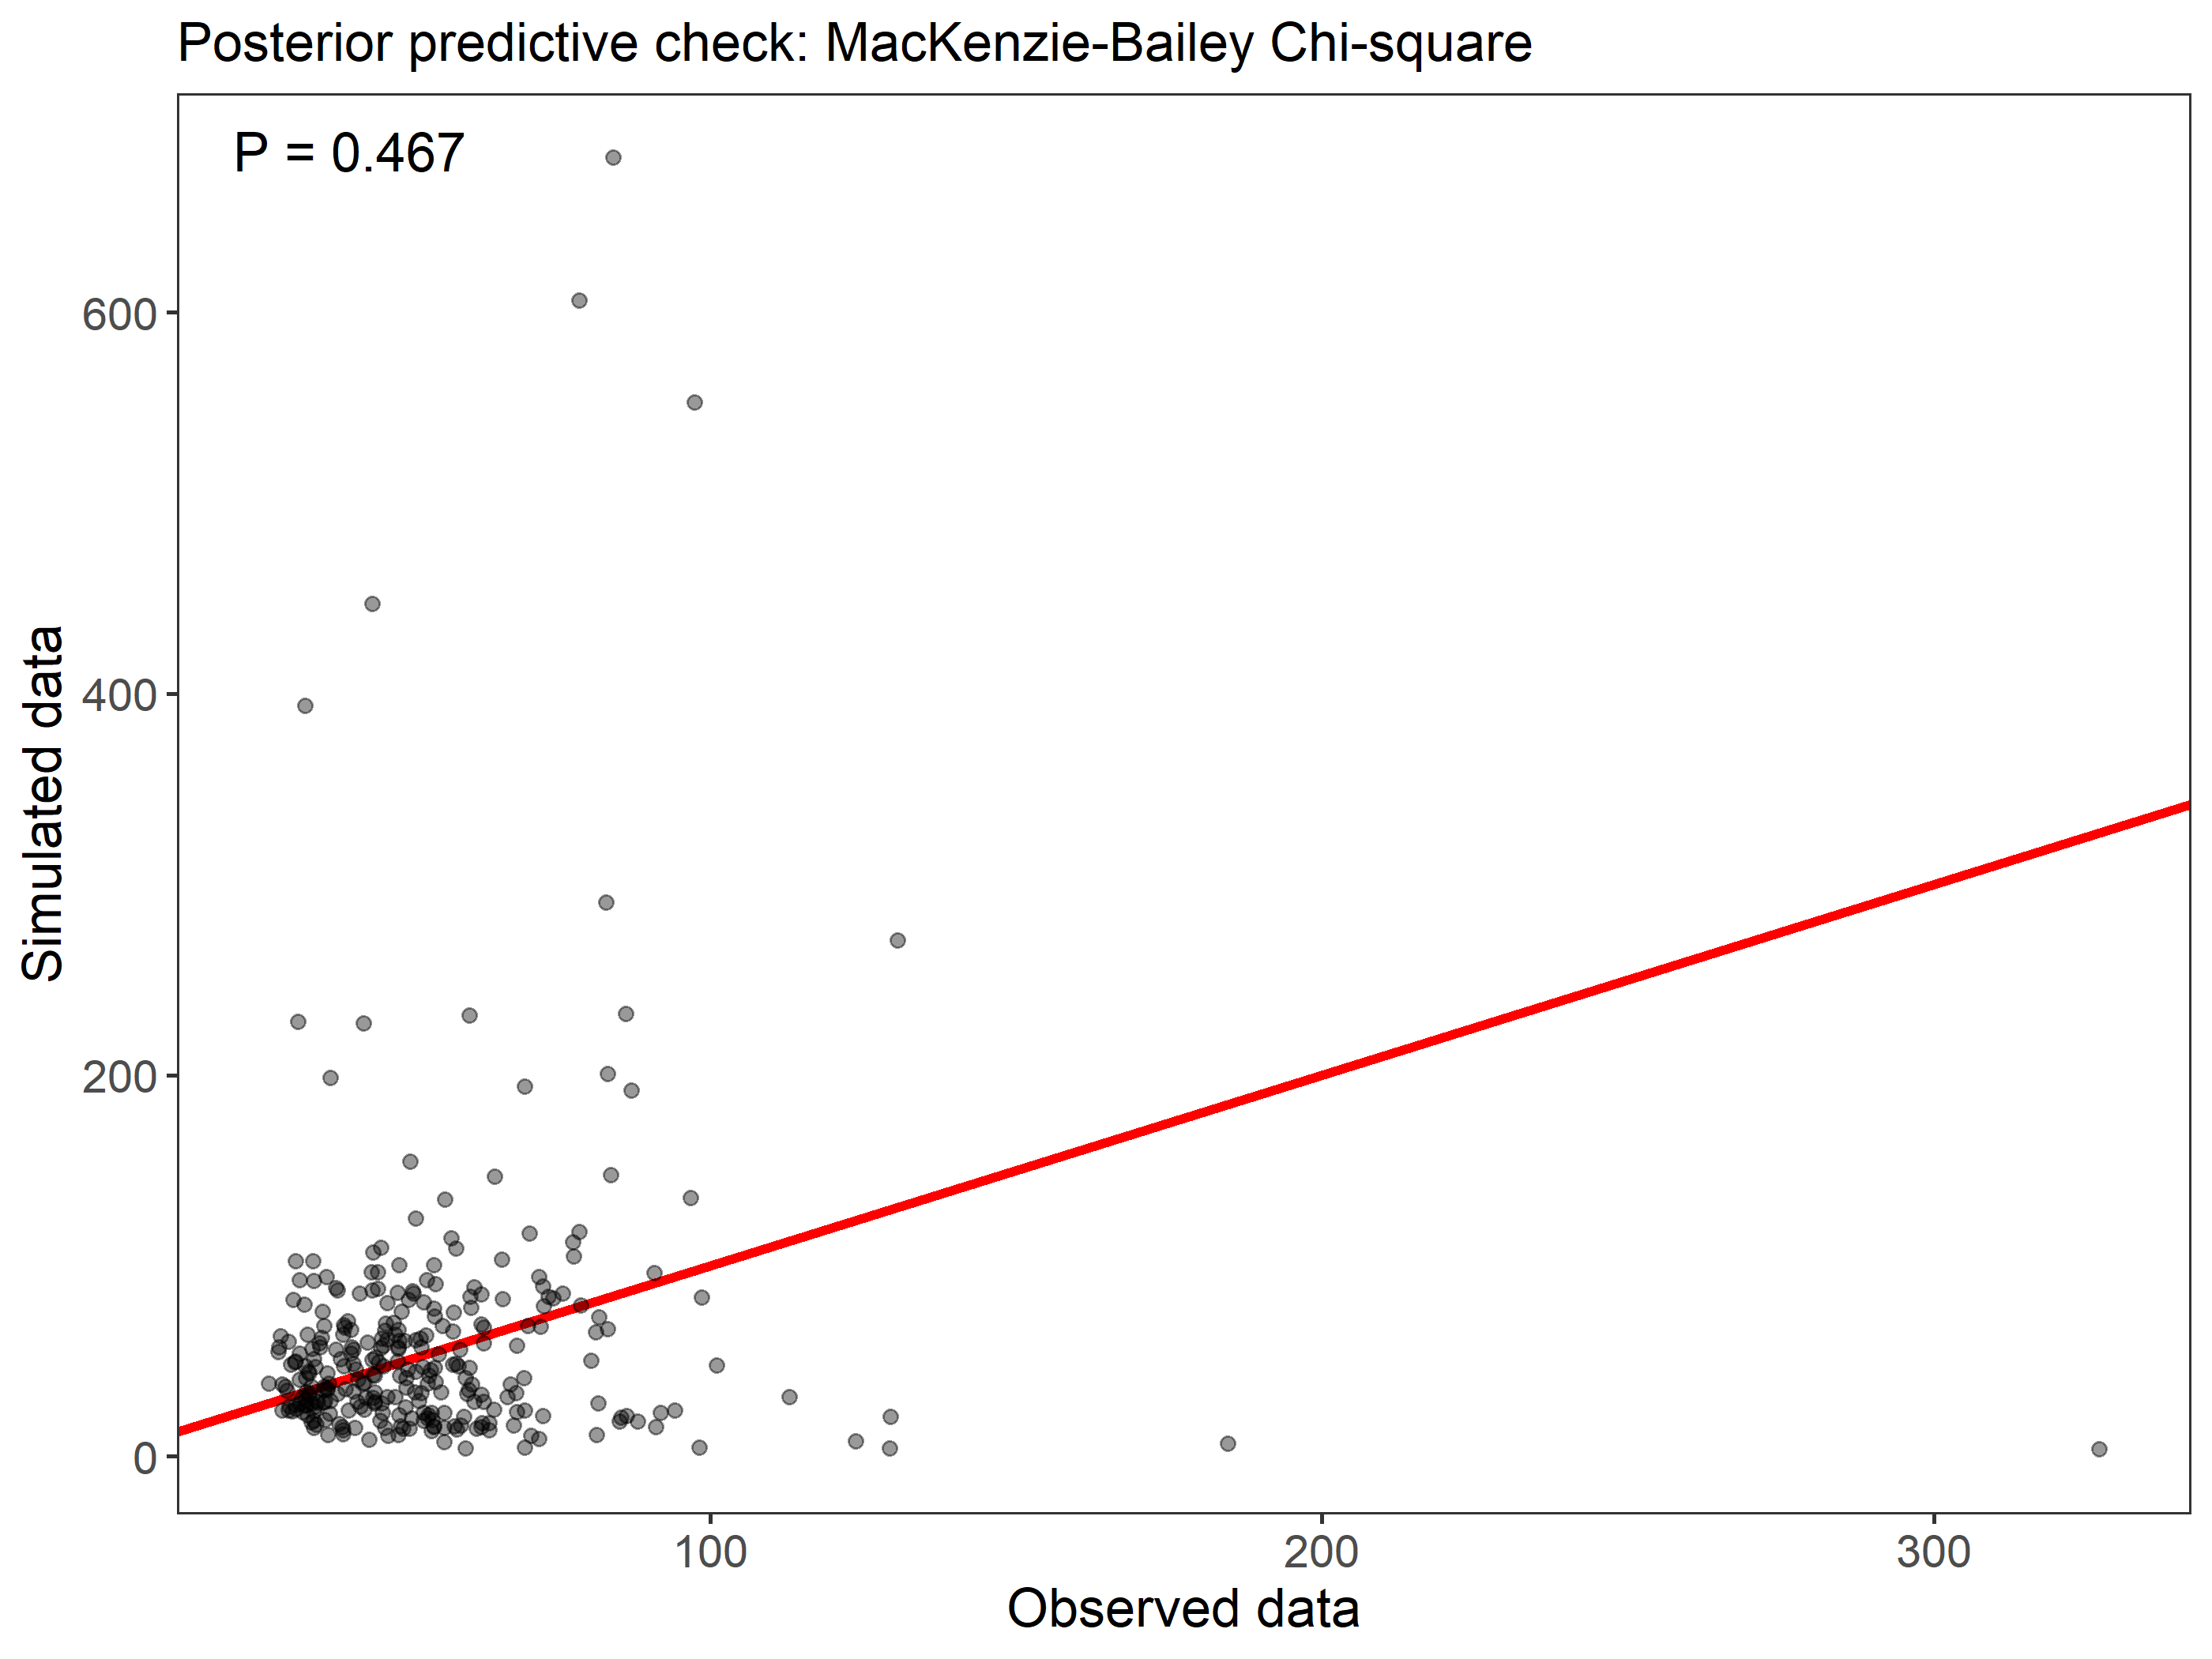 Posterior predictive check: MacKenzie-Bailey Chi-square
P = 0.467
600
400
200
0
Simulated data
100
200
300
Observed data